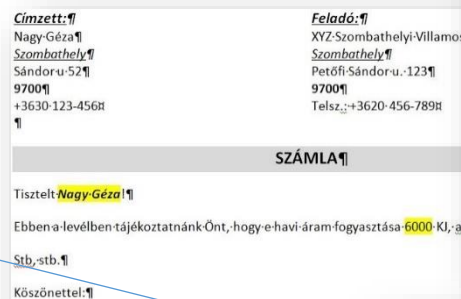 Címzett:¶
Nagy·Géza¶
Szombathely¶
Sándor·u·52¶
9700¶
+3630·123-456¤
¶
Feladó:¶
XYZ·Szombathelyi·Villamos
Szombathely¶
Petőfi·Sándor·u.·123¶
9700¶
Telsz.:·+3620·456-789¤
SZÁMLA¶
Tisztelt·Nagy·Géza!¶
Ebben·a·levélben·tájékoztatnánk·Önt,·hogy·e·havi·áram·fogyasztása·6000·KJ,·a
Stb,·stb.¶
Köszönettel:¶